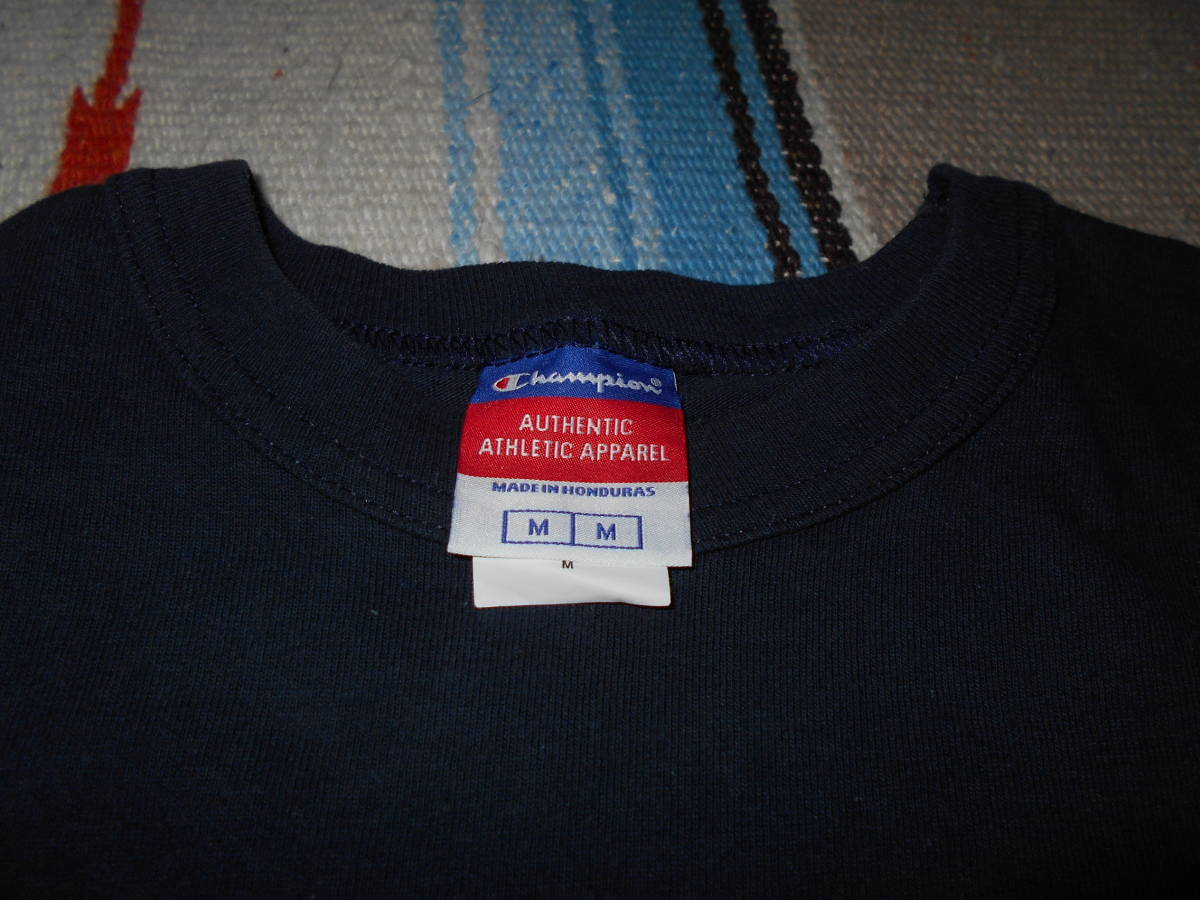 Champion®
AUTHENTIC
ATHLETIC APPAREL
MADE IN HONDURAS
M M
M